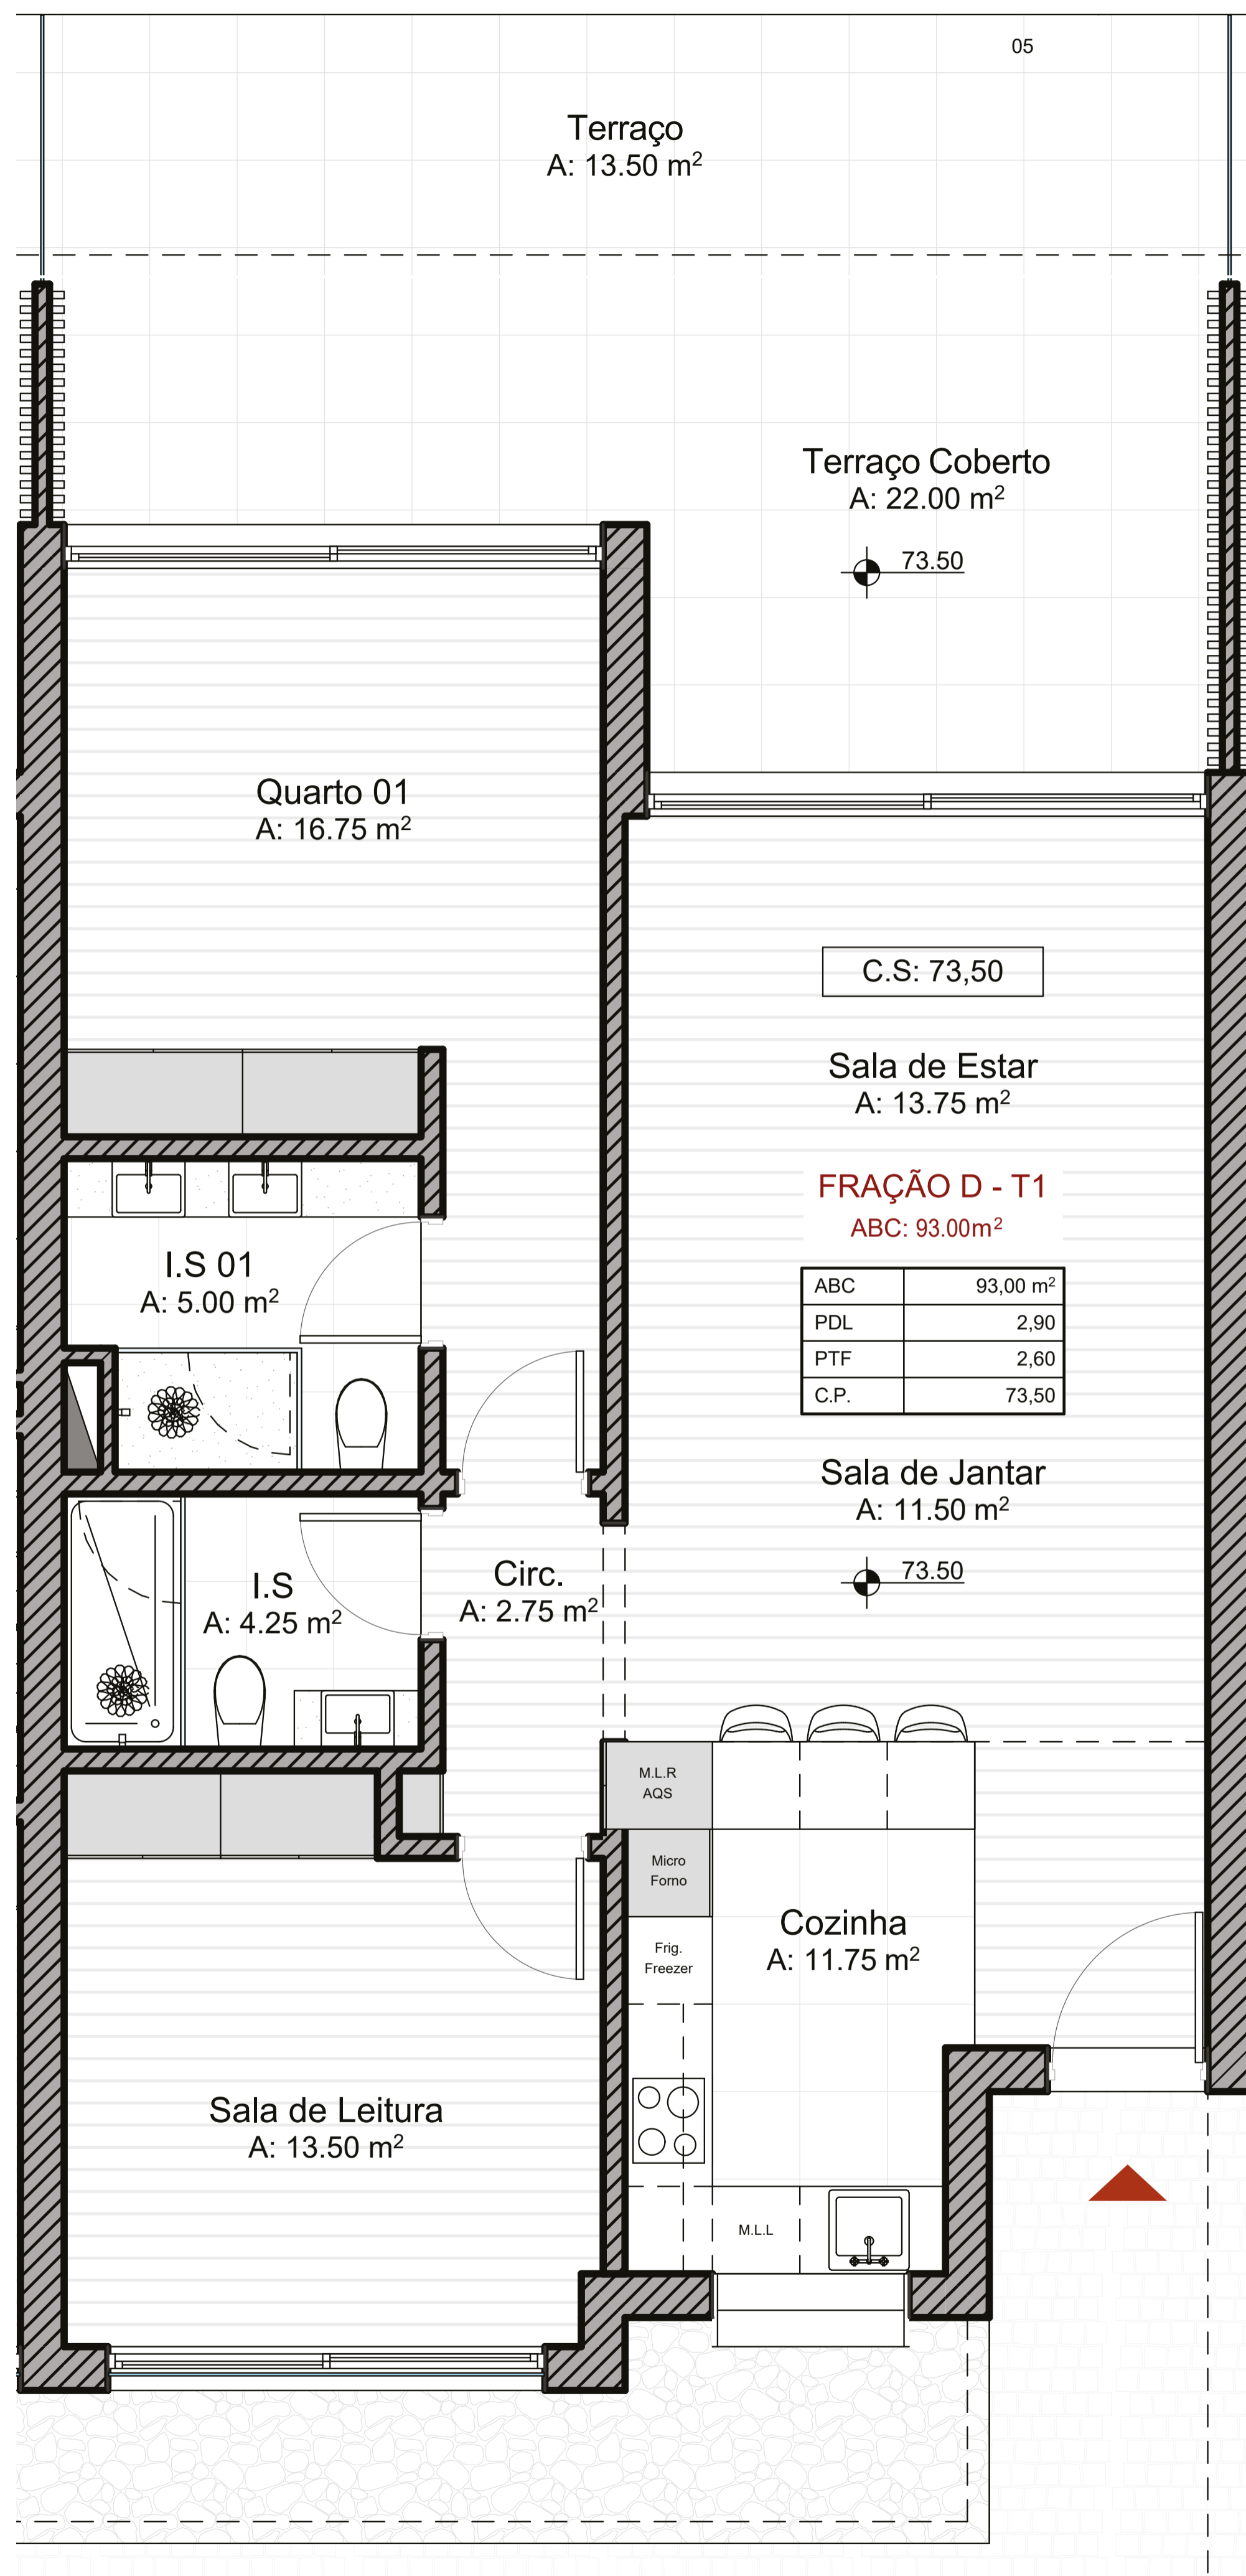 05
Terraço
A: 13.50 m²
Terraço Coberto
A: 22.00 m²
73.50
Quarto 01
A: 16.75 m²
C.S: 73,50
Sala de Estar
A: 13.75 m²
FRAÇÃO D - T1
ABC: 93.00m²
ABC 93,00 m²
PDL 2,90
PTF 2,60
C.P. 73,50
I.S 01
A: 5.00 m²
Sala de Jantar
A: 11.50 m²
73.50
I.S
A: 4.25 m²
Circ.
A: 2.75 m²
M.L.R
AQS
Micro
Forno
Frig.
Freezer
Cozinha
A: 11.75 m²
Sala de Leitura
A: 13.50 m²
M.L.L